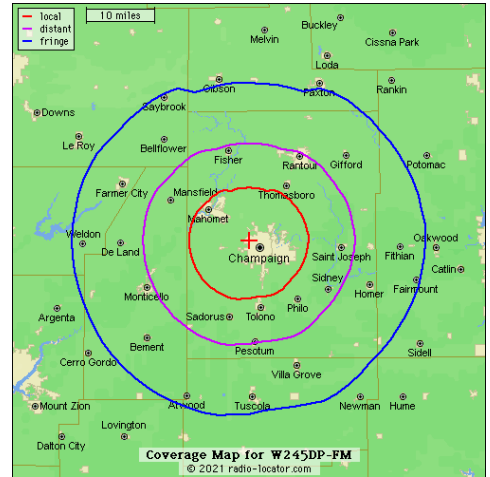 local
distant
fringe
10 miles
Buckley
Melvin
Cissna Park
Loda
Gibson
Paxton
Rankin
Saybrook
Downs
Le Roy
Bellflower
Fisher
Rantoul
Gifford
Potomac
Farmer City
Mansfield
Thomasboro
Mahomet
Weldon
De Land
Champaign
Saint Joseph
Fithian
Oakwood
Catlin
Sidney
Homer
Fairmount
Monticello
Argenta
Sadorus
Tolono
Philo
Bement
Pesotum
Sidell
Cerro Gordo
Villa Grove
Mount Zion
Atwood
Tuscola
Newman
Hume
Lovington
Dalton City
Coverage Map for W245DP-FM
© 2021 radio-locator.com